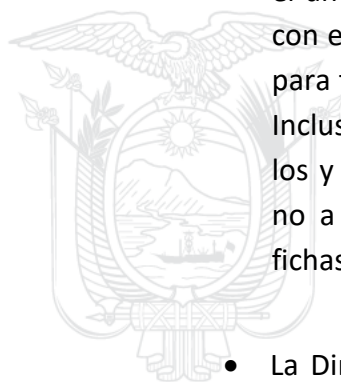 con e
para
Inclus
los y
no a
fichas
• La Dir